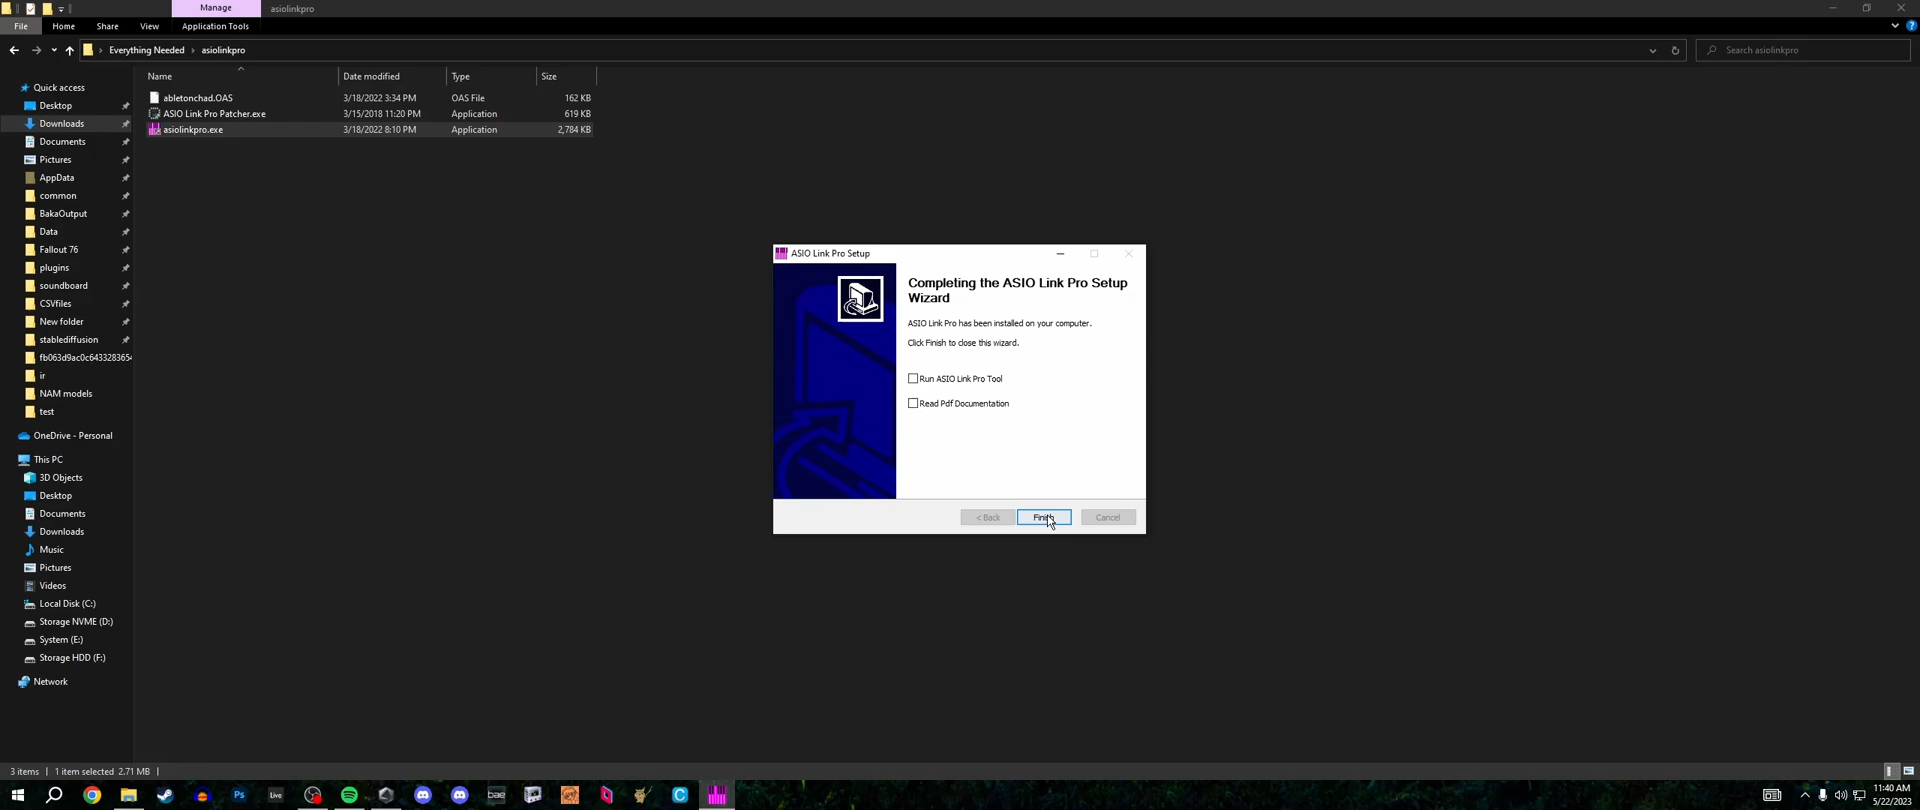 Manage
asiolinkpro
File
Home
Share
View
Application Tools
Everything Needed
asiolinkpro
Search asiolinkpro
Name
Date modified
Type
Size
abletonchad.OAS
3/18/2022 3:34 PM
OAS File
162 KB
ASIO Link Pro Patcher.exe
3/15/2018 11:20 PM
Application
619 KB
asiolinkpro.exe
3/18/2022 8:10 PM
Application
2,784 KB
Quick access
Desktop
Downloads
Documents
Pictures
AppData
common
BakaOutput
Data
Fallout 76
plugins
soundboard
CSVfiles
New folder
stablediffusion
fb063d9ac0c6433283654
ir
NAM models
test
OneDrive - Personal
This PC
3D Objects
Desktop
Documents
Downloads
Music
Pictures
Videos
Local Disk (C:)
Storage NVME (D:)
System (E:)
Storage HDD (F:)
Network
ASIO Link Pro Setup
Completing the ASIO Link Pro Setup
Wizard
ASIO Link Pro has been installed on your computer.
Click Finish to close this wizard.
Run ASIO Link Pro Tool
Read Pdf Documentation
< Back
Finish
Cancel
3 items
1 item selected 2.71 MB
Ps
Live
bae
11:40 AM
5/22/2023